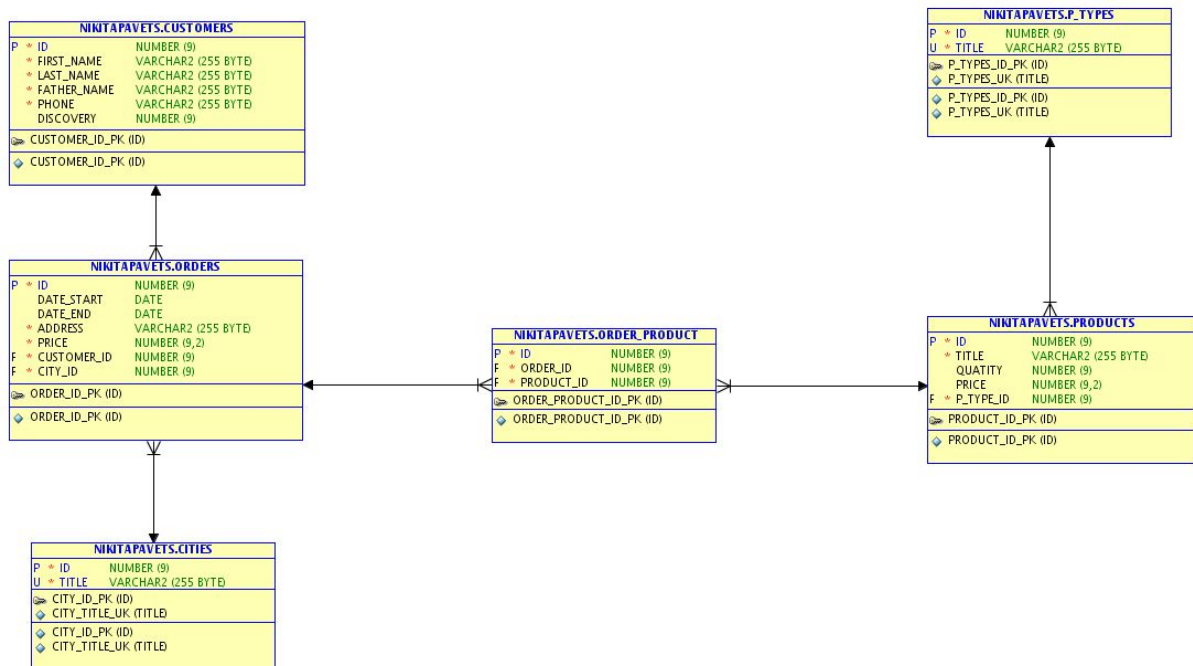 NIKITAPAVETS.CUSTOMERS
P * ID NUMBER (9)
* FIRST_NAME VARCHAR2 (255 BYTE)
* LAST_NAME VARCHAR2 (255 BYTE)
* FATHER_NAME VARCHAR2 (255 BYTE)
* PHONE VARCHAR2 (255 BYTE)
DISCOVERY NUMBER (9)
CUSTOMER_ID_PK (ID)
CUSTOMER_ID_PK (ID)
NIKITAPAVETS.P_TYPES
P * ID NUMBER (9)
U * TITLE VARCHAR2 (255 BYTE)
P_TYPES_ID_PK (ID)
P_TYPES_UK (TITLE)
P_TYPES_ID_PK (ID)
P_TYPES_UK (TITLE)
NIKITAPAVETS.ORDERS
P * ID NUMBER (9)
DATE_START DATE
DATE_END DATE
* ADDRESS VARCHAR2 (255 BYTE)
* PRICE NUMBER (9,2)
F * CUSTOMER_ID NUMBER (9)
F * CITY_ID NUMBER (9)
ORDER_ID_PK (ID)
ORDER_ID_PK (ID)
NIKITAPAVETS.ORDER_PRODUCT
P * ID NUMBER (9)
F * ORDER_ID NUMBER (9)
F * PRODUCT_ID NUMBER (9)
ORDER_PRODUCT_ID_PK (ID)
ORDER_PRODUCT_ID_PK (ID)
NIKITAPAVETS.PRODUCTS
P * ID NUMBER (9)
* TITLE VARCHAR2 (255 BYTE)
QUATITY NUMBER (9)
PRICE NUMBER (9,2)
F * P_TYPE_ID NUMBER (9)
PRODUCT_ID_PK (ID)
PRODUCT_ID_PK (ID)
NIKITAPAVETS.CITIES
P * ID NUMBER (9)
U * TITLE VARCHAR2 (255 BYTE)
CITY_ID_PK (ID)
CITY_TITLE_UK (TITLE)
CITY_ID_PK (ID)
CITY_TITLE_UK (TITLE)